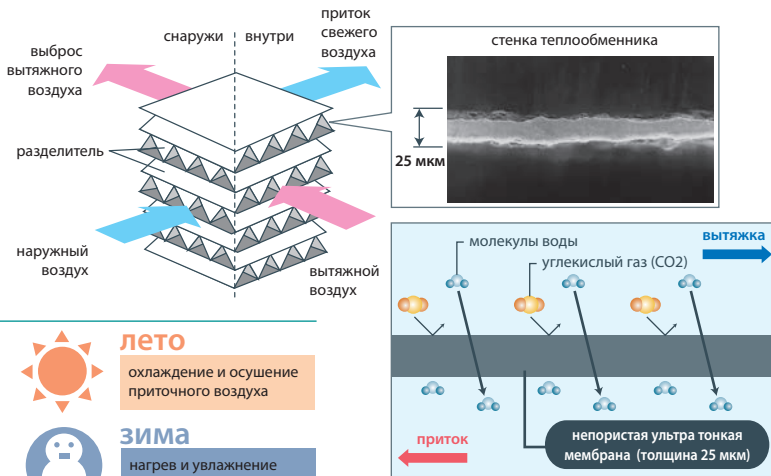 выброс
вытяжного
воздуха
снаружи
внутри
приток
свежего
воздуха
разделитель
наружный
воздух
вытяжной
воздух
стенка теплообменника
25 мкм
молекулы воды
углекислый газ (CO2)
вытяжка
приток
непористая ультра тонкая
мембрана (толщина 25 мкм)
лето
охлаждение и осушение
приточного воздуха
зима
нагрев и увлажнение